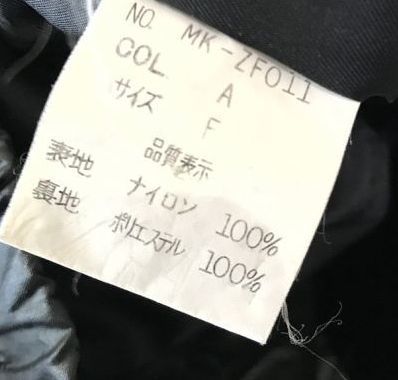 NO. MK-ZF011
COL A
サイズ F
品質表示
表地 ナイロン 100%
裏地 ポリエステル 100%